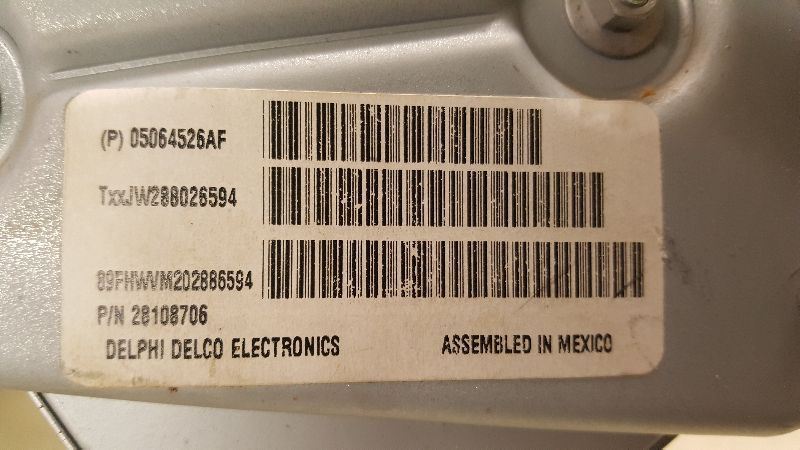 (P) 05064526AF
TxxJW288026594
89FHWVM202886594
P/N 28108706
DELPHI DELCO ELECTRONICS ASSEMBLED IN MEXICO